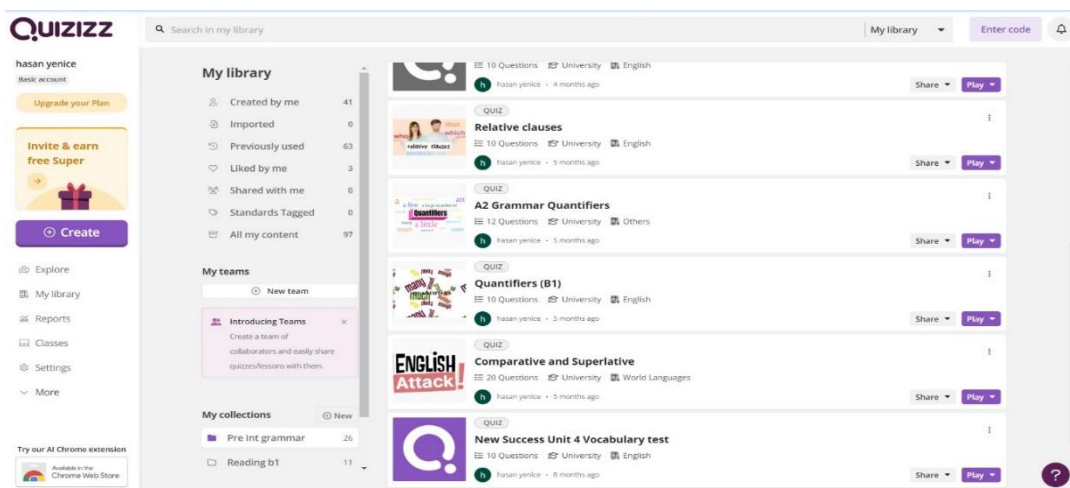 QUIZIZZ
Search in my library
My library
Enter code
hasan yenice
Basic account
Upgrade your Plan
Invite & earn
free Super
Create
Explore
My library
Reports
Classes
Settings
More
Try our AI Chrome extension
Available in the
Chrome Web Store
My library
Created by me 41
Imported 0
Previously used 63
Liked by me 3
Shared with me 0
Standards Tagged 0
All my content 97
My teams
New team
Introducing Teams
Create a team of
collaborators and easily share
quizzes/lessons with them.
My collections New
Pre int grammar 26
Reading b1 11
10 Questions University English
h hasan yenice • 4 months ago Share Play
QUIZ
who that which
relative clauses
Relative clauses
10 Questions University English
h hasan yenice • 5 months ago Share Play
QUIZ
Quantifiers
a little
A2 Grammar Quantifiers
12 Questions University Others
h hasan yenice • 5 months ago Share Play
QUIZ
many
much
Quantifiers (B1)
10 Questions University English
h hasan yenice • 5 months ago Share Play
QUIZ
ENGLISH
Attack!
Comparative and Superlative
20 Questions University World Languages
h hasan yenice • 5 months ago Share Play
QUIZ
New Success Unit 4 Vocabulary test
10 Questions University English
h hasan yenice • 6 months ago Share Play
?